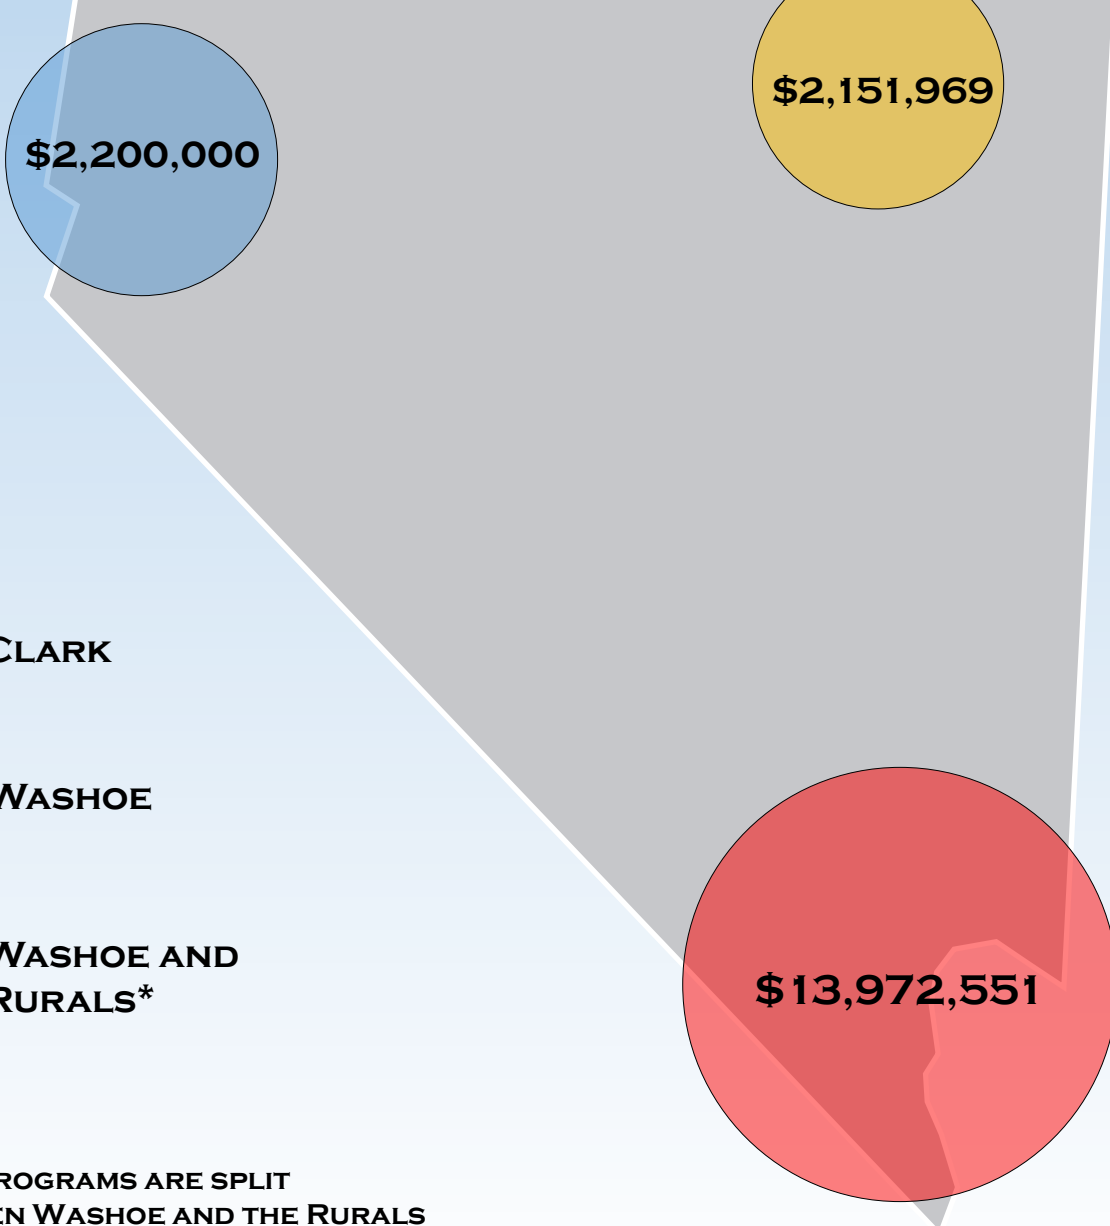 $2,151,969
$2,200,000
Clark
Washoe
Washoe and
Rurals*
$13,972,551
rograms are split
en Washoe and the Rurals